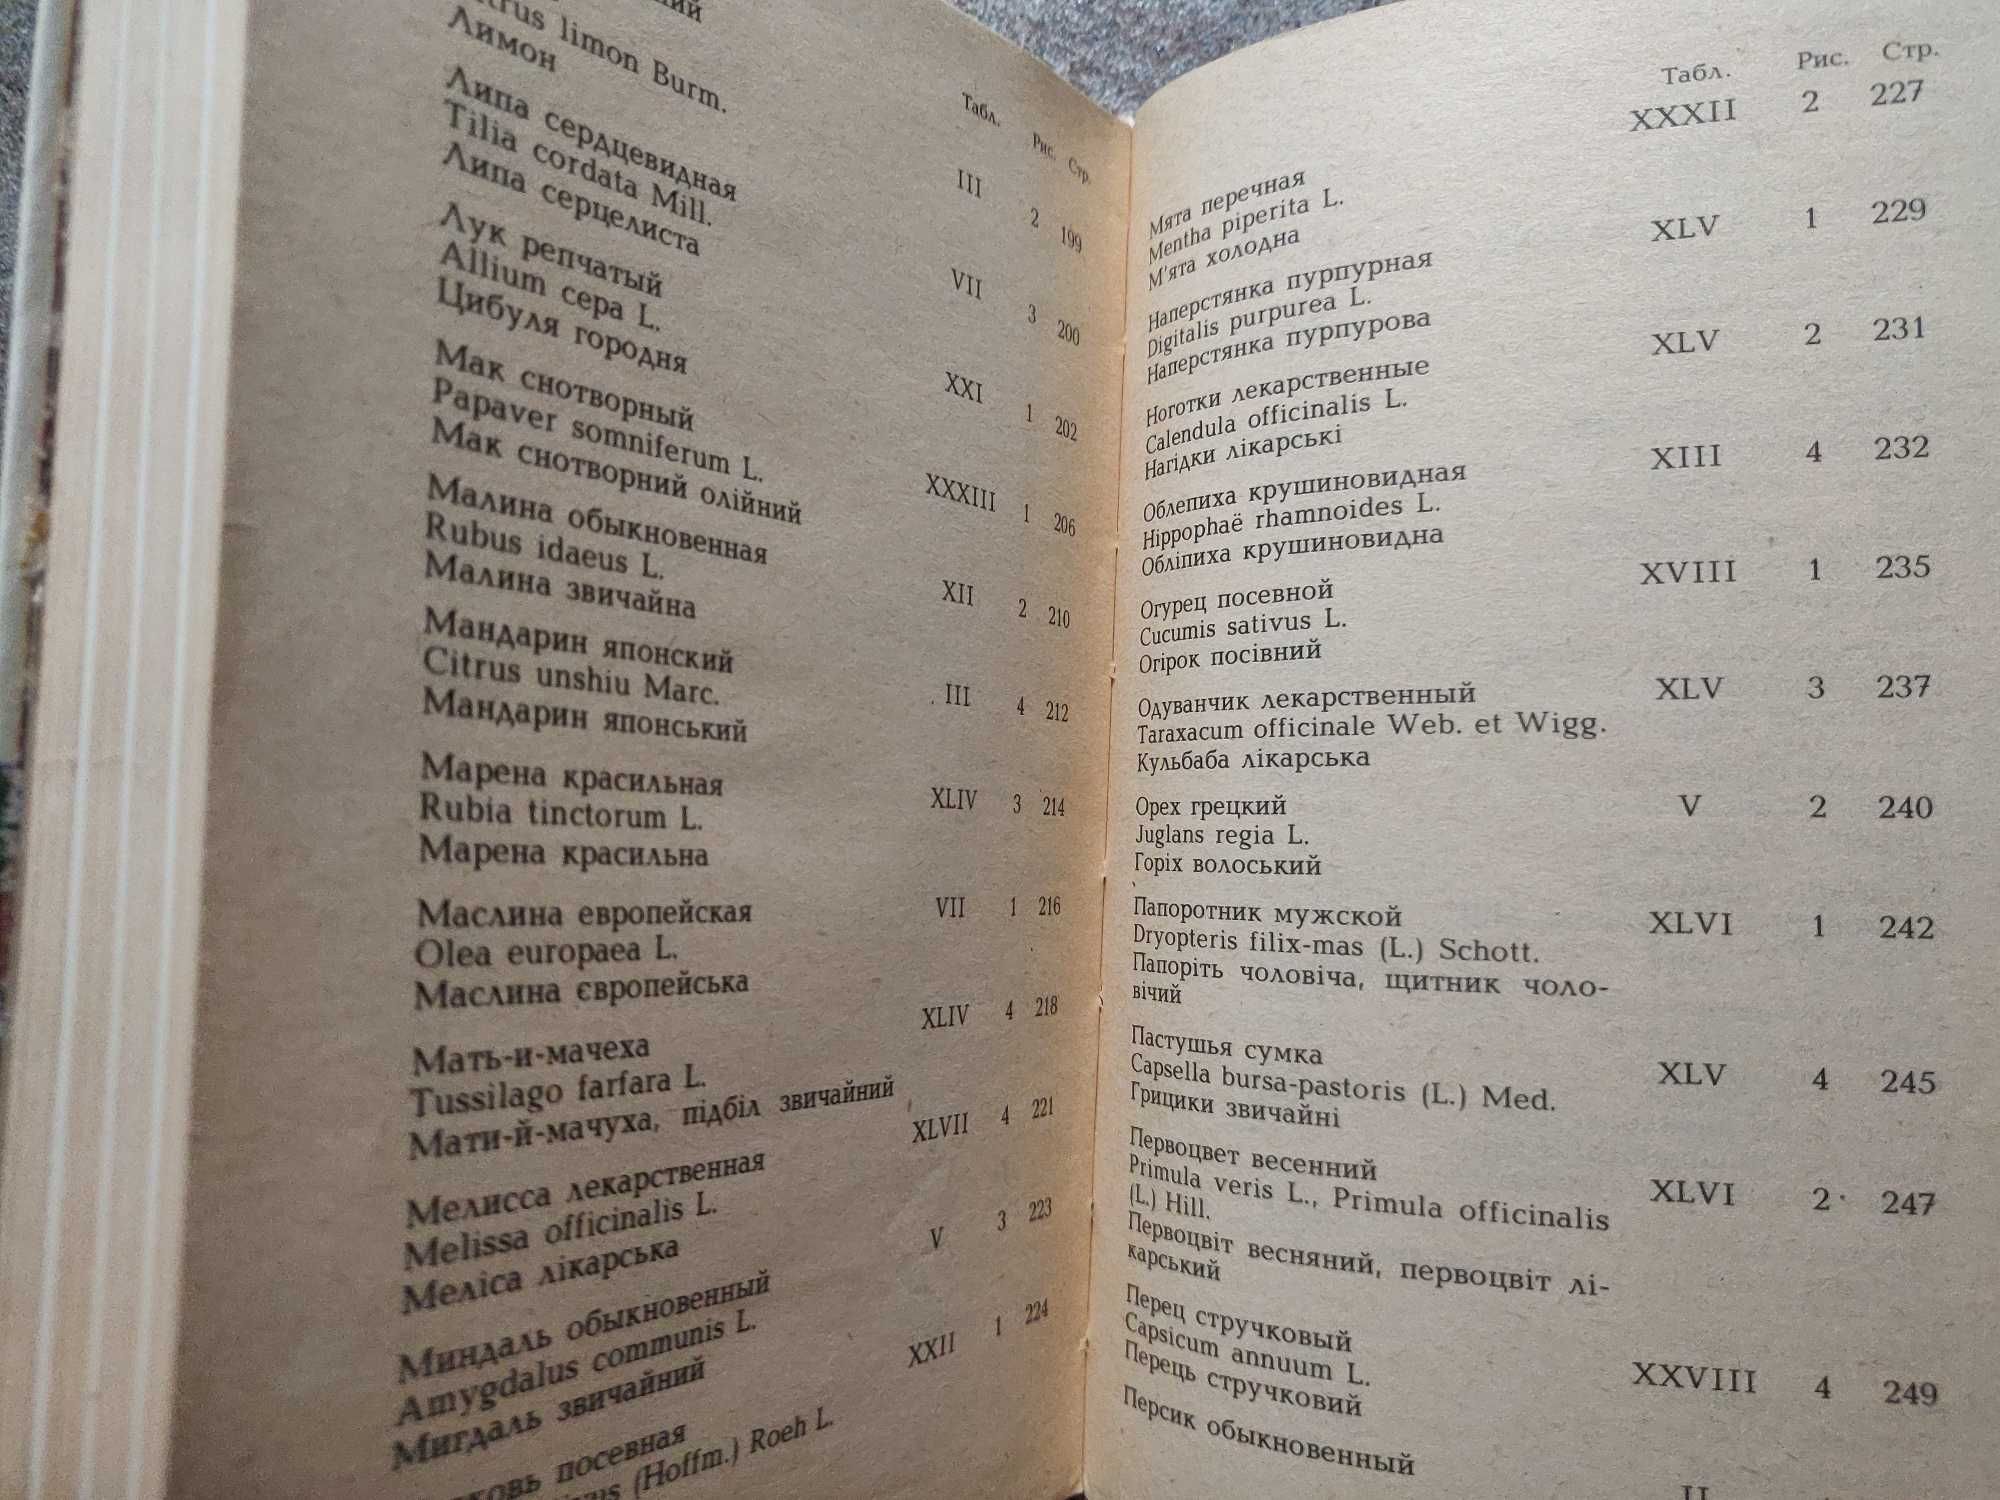 limon Burm.
Лимон
Табл. Рис. Стр.
Липа сердцевидная III 2 199
Tilia cordata Mill.
Липа серцелиста
Лук репчатый VII 3 200
Allium cepa L.
Цибуля городня
Мак снотворный XXI 1 202
Papaver somniferum L.
Мак снотворний олійний
Малина обыкновенная XXXIII 1 206
Rubus idaeus L.
Малина звичайна
Мандарин японский XII 2 210
Citrus unshiu Marc.
Мандарин японський III 4 212
Марена красильная
Rubia tinctorum L. XLIV 3 214
Марена красильна
Маслина европейская VII 1 216
Olea europaea L.
Маслина європейська
Мать-и-мачеха XLIV 4 218
Tussilago farfara L.
Мати-й-мачуха, підбіл звичайний
Мелисса лекарственная XLVII 4 221
Melissa officinalis L.
Меліса лікарська
Миндаль обыкновенный V 3 223
Amygdalus communis L.
Мигдаль звичайний
посевная XXII 1 224
(Hoffm.) Roeh L.
Табл. Рис. Стр.
XXXII 2 227
Мята перечная
Mentha piperita L.
М'ята холодна
XLV 1 229
Наперстянка пурпурная
Digitalis purpurea L.
Наперстянка пурпурова
XLV 2 231
Ноготки лекарственные
Calendula officinalis L.
Нагідки лікарські
XIII 4 232
Облепиха крушиновидная
Hippophaë rhamnoides L.
Обліпиха крушиновидна
XVIII 1 235
Огурец посевной
Cucumis sativus L.
Огірок посівний
Одуванчик лекарственный XLV 3 237
Taraxacum officinale Web. et Wigg.
Кульбаба лікарська
Орех грецкий V 2 240
Juglans regia L.
Горіх волоський
Папоротник мужской XLVI 1 242
Dryopteris filix-mas (L.) Schott.
Папоріть чоловіча, щитник чоло-
вічий
Пастушья сумка XLV 4 245
Capsella bursa-pastoris (L.) Med.
Грицики звичайні
Первоцвет весенний XLVI 2 247
Primula veris L., Primula officinalis
(L.) Hill.
Первоцвіт весняний, первоцвіт лі-
карський
Перец стручковый XXVIII 4 249
Capsicum annuum L.
Перець стручковий
Персик обыкновенный II